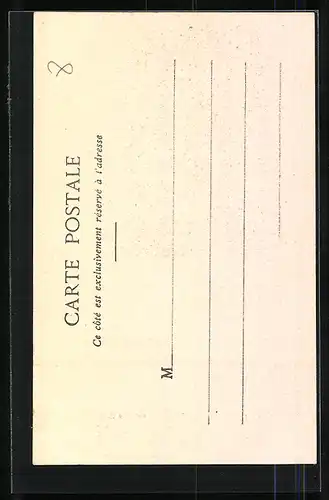 8
CARTE POSTALE
Ce côté est exclusivement réservé à l'adresse
M